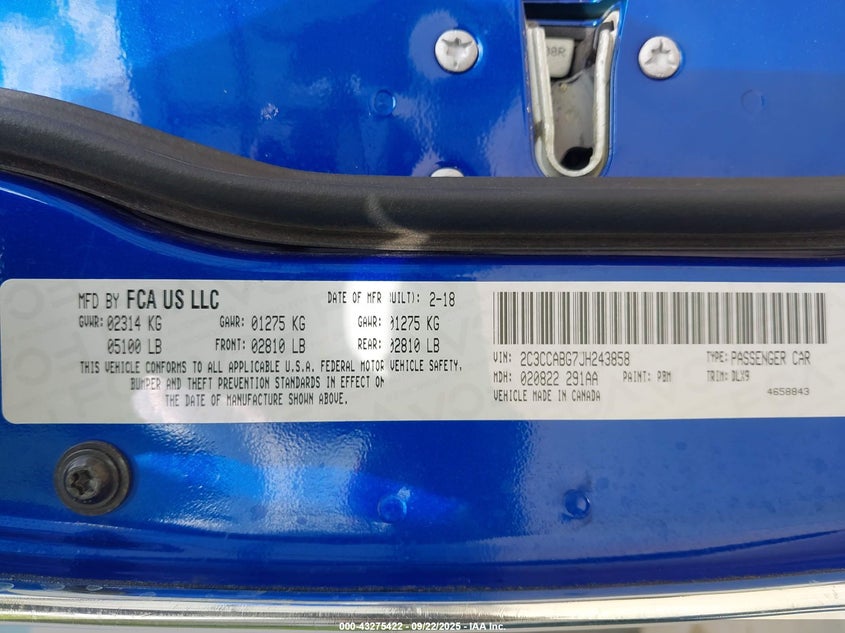 08R
MFD BY FCA US LLC DATE OF MFR BUILT): 2-18
GVWR: 02314 KG GAWR: 01275 KG GAWR: 01275 KG
05100 LB FRONT: 02810 LB REAR: 02810 LB
THIS VEHICLE CONFORMS TO ALL APPLICABLE U.S.A. FEDERAL MOTOR VEHICLE SAFETY,
BUMPER AND THEFT PREVENTION STANDARDS IN EFFECT ON
THE DATE OF MANUFACTURE SHOWN ABOVE.
VIN: 2C3CCABG7JH243858 TYPE: PASSENGER CAR
MDH: 020822 291AA PAINT: PBM TRIM: DLX9
VEHICLE MADE IN CANADA 4658843
000-43275422 - 09/22/2025 - IAA Inc.